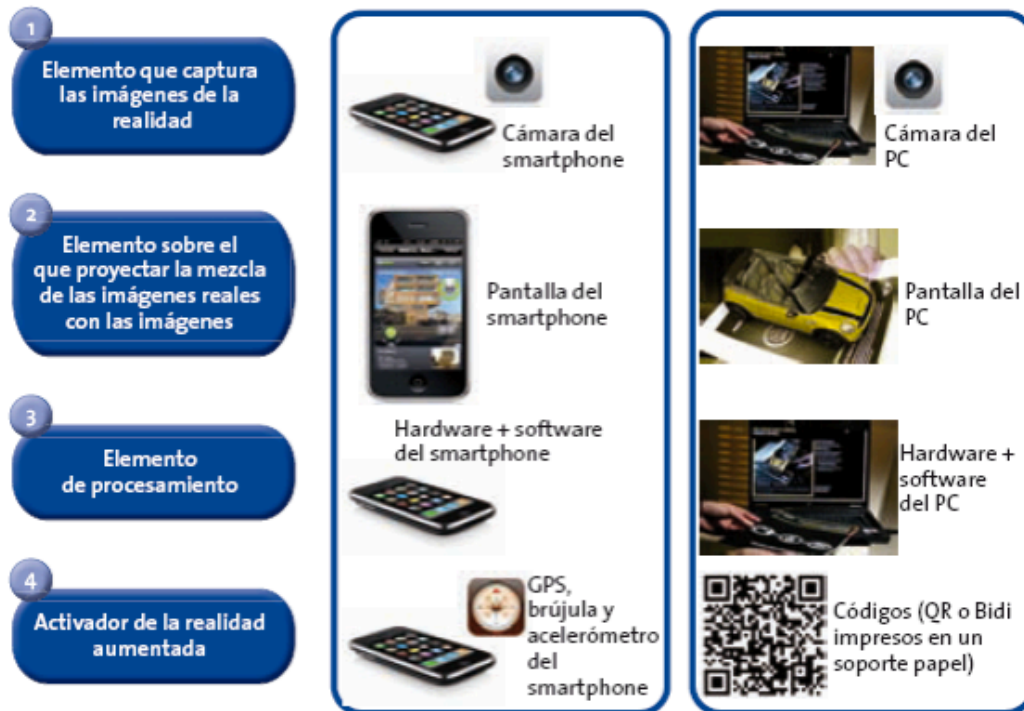 1
Elemento que captura
las imágenes de la
realidad
Cámara del
smartphone
Cámara del
PC
2
Elemento sobre el
que proyectar la mezcla
de las imágenes reales
con las imágenes
Pantalla del
smartphone
Pantalla del
PC
3
Elemento
de procesamiento
Hardware + software
del smartphone
Hardware +
software
del PC
4
Activador de la realidad
aumentada
GPS,
brújula y
acelerómetro
del
smartphone
Códigos (QR o Bidi
impresos en un
soporte papel)